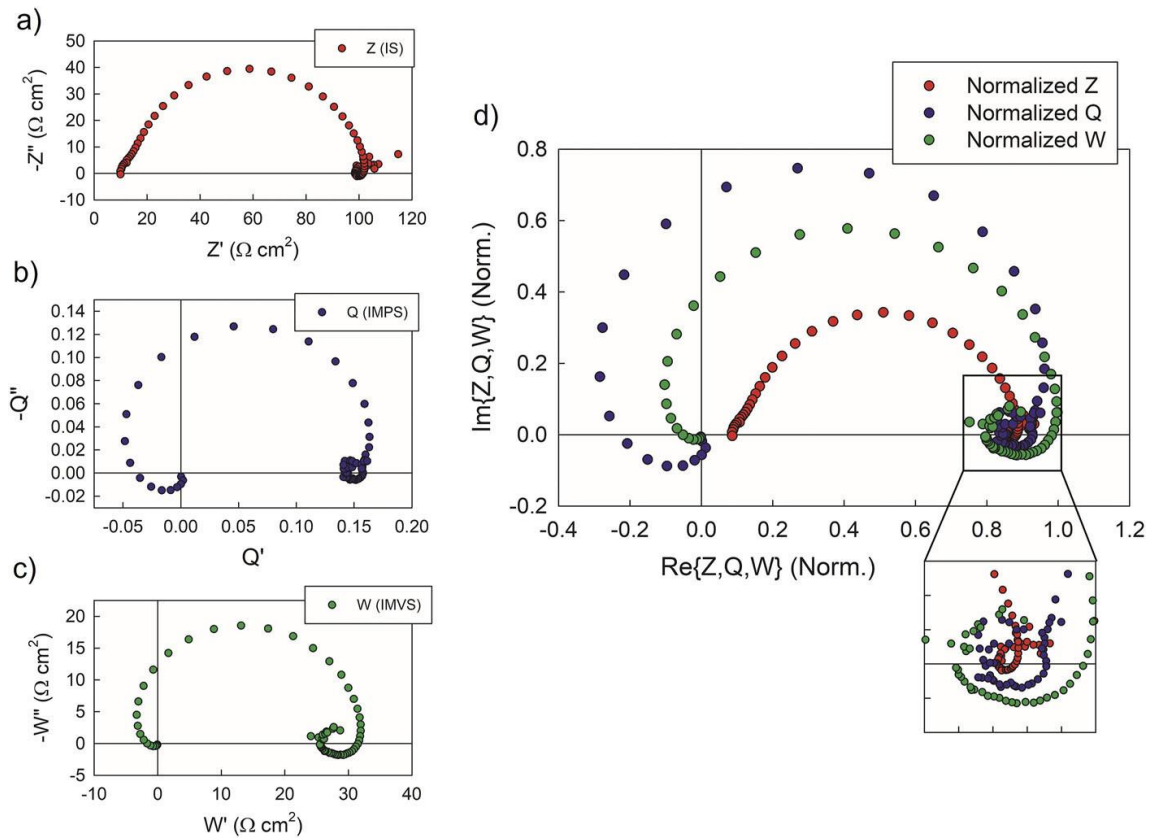 a)
Z (IS)
50
40
30
20
10
0
-10
-Z" (Ω cm²)
0 20 40 60 80 100 120
Z' (Ω cm²)
b)
Q (IMPS)
0.14
0.12
0.10
0.08
0.06
0.04
0.02
0.00
-0.02
-Q"
-0.05 0.00 0.05 0.10 0.15 0.20
Q'
c)
W (IMVS)
20
15
10
5
0
-5
-W" (Ω cm²)
-10 0 10 20 30 40
W' (Ω cm²)
d)
Normalized Z
Normalized Q
Normalized W
0.8
0.6
0.4
0.2
0.0
-0.2
Im{Z,Q,W} (Norm.)
-0.4 -0.2 0.0 0.2 0.4 0.6 0.8 1.0 1.2
Re{Z,Q,W} (Norm.)